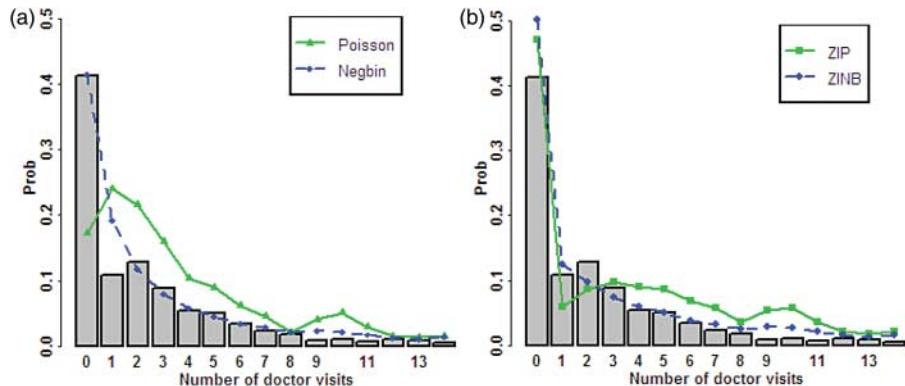 (a)
Poisson
Negbin
Prob
0.5
0.4
0.3
0.2
0.1
0.0
0 1 2 3 4 5 6 7 8 9 11 13
Number of doctor visits
(b)
ZIP
ZINB
Prob
0.5
0.4
0.3
0.2
0.1
0.0
0 1 2 3 4 5 6 7 8 9 11 13
Number of doctor visits